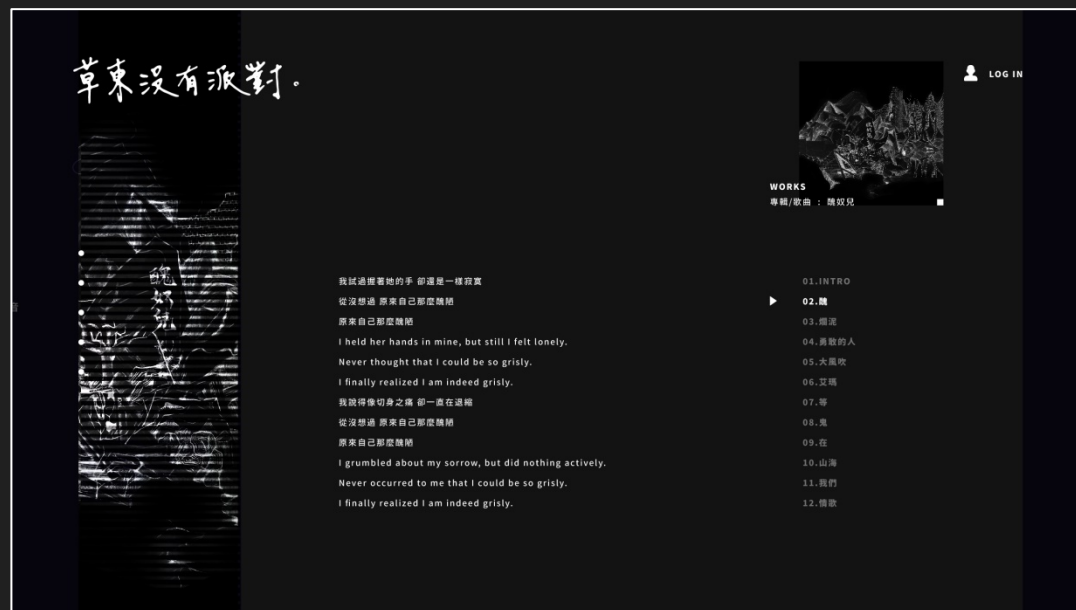 草東沒有派對。
LOG IN
醜奴兒
WORKS
專輯/歌曲 : 醜奴兒
醜奴兒
我試過握著她的手 卻還是一樣寂寞
從沒想過 原來自己那麼醜陋
原來自己那麼醜陋
I held her hands in mine, but still I felt lonely.
Never thought that I could be so grisly.
I finally realized I am indeed grisly.
我說得像切身之痛 卻一直在退縮
從沒想過 原來自己那麼醜陋
原來自己那麼醜陋
I grumbled about my sorrow, but did nothing actively.
Never occurred to me that I could be so grisly.
I finally realized I am indeed grisly.
01.INTRO
02.醜
03.爛泥
04.勇敢的人
05.大風吹
06.艾瑪
07.等
08.鬼
09.在
10.山海
11.我們
12.情歌